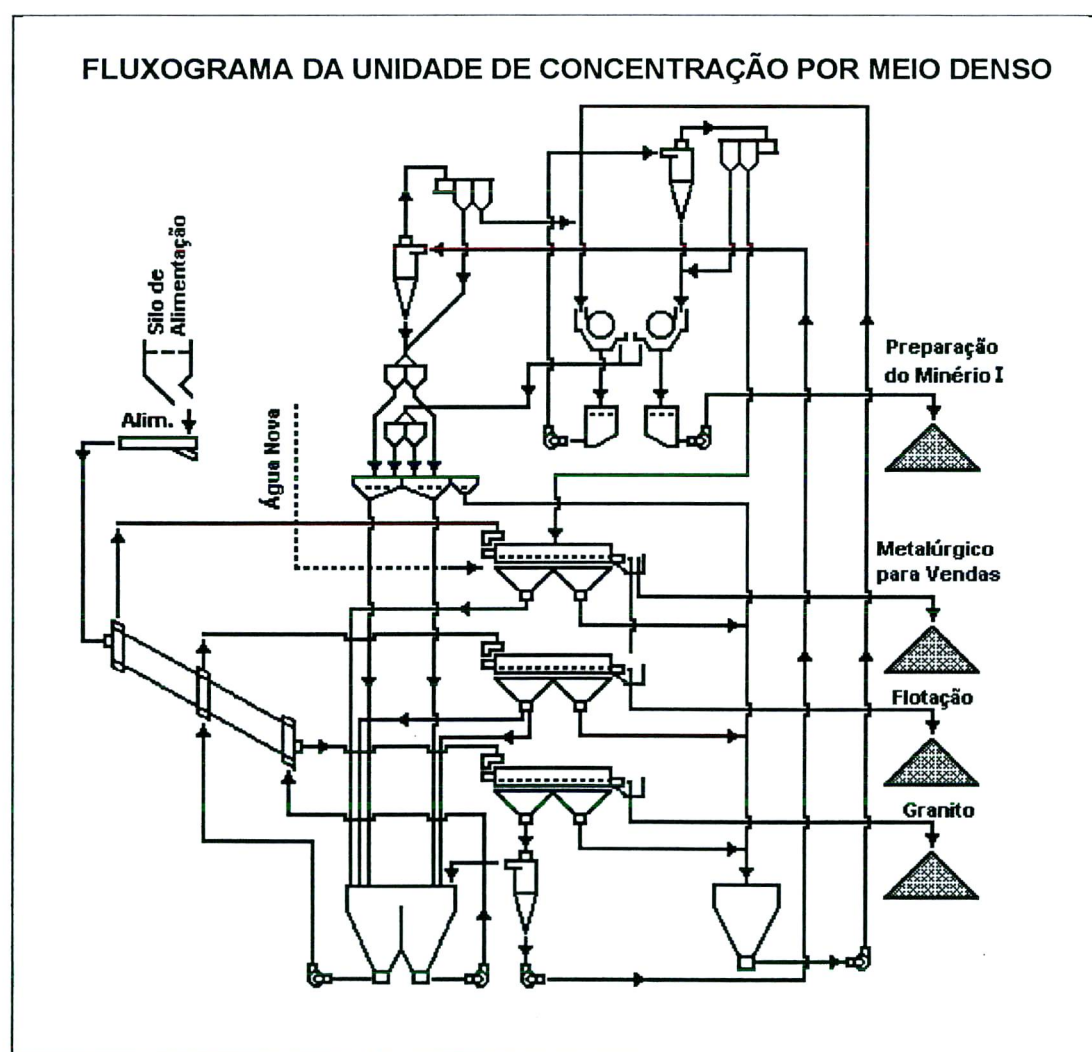 FLUXOGRAMA DA UNIDADE DE CONCENTRAÇÃO POR MEIO DENSO
Silo de
Alimentação
Alim.
Água Nova
Preparação
do Minério I
Metalúrgico
para Vendas
Flotação
Granito